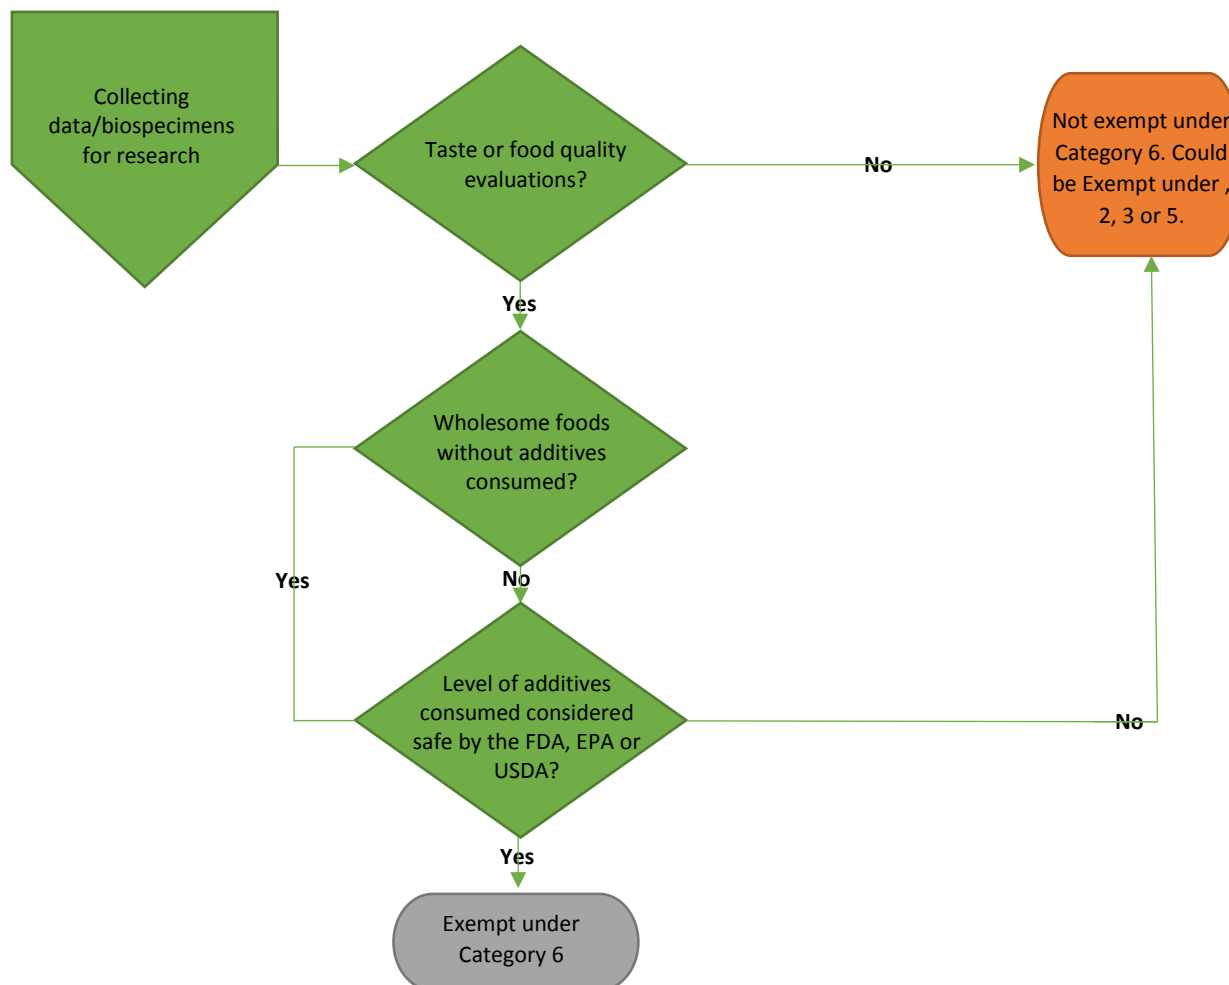 Collecting
data/biospecimens
for research
Taste or food quality
evaluations?
No
Not exempt under
Category 6. Could
be Exempt under ,
2, 3 or 5.
Yes
Wholesome foods
without additives
consumed?
Yes
No
Level of additives
consumed considered
safe by the FDA, EPA or
USDA?
No
Yes
Exempt under
Category 6